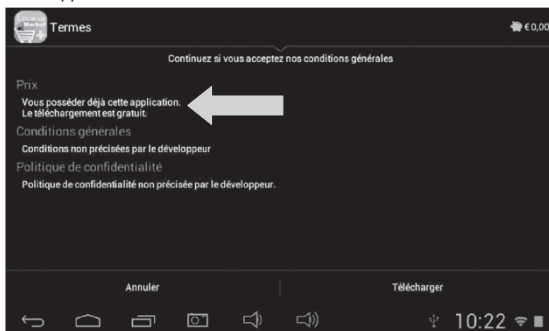 Termes
€ 0,00
Continuez si vous acceptez nos conditions générales
Prix
Vous posséder déjà cette application.
Le téléchargement est gratuit.
Conditions générales
Conditions non précisées par le développeur
Politique de confidentialité
Politique de confidentialité non précisée par le développeur.
Annuler
Télécharger
10:22